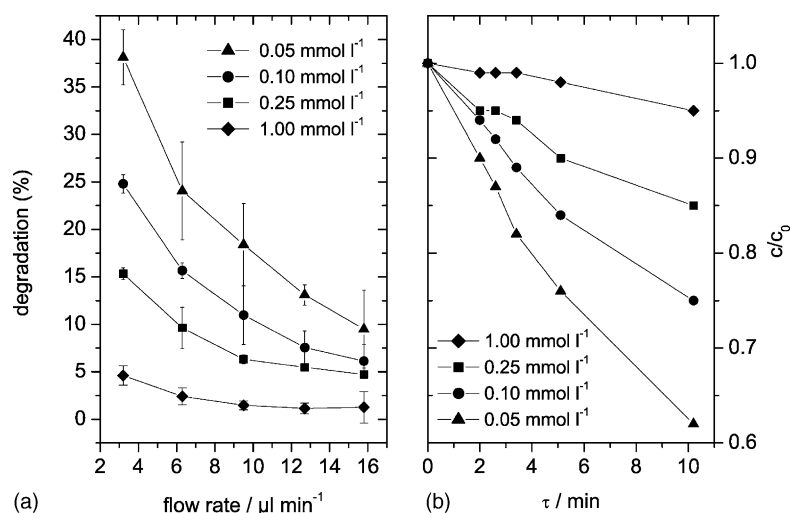 40
35
30
25
20
15
10
5
0
degradation (%)
0.05 mmol l⁻¹
0.10 mmol l⁻¹
0.25 mmol l⁻¹
1.00 mmol l⁻¹
2 4 6 8 10 12 14 16
(a) flow rate / µl min⁻¹
1.0
0.9
0.8
0.7
0.6
c/c₀
1.00 mmol l⁻¹
0.25 mmol l⁻¹
0.10 mmol l⁻¹
0.05 mmol l⁻¹
0 2 4 6 8 10
(b) τ / min